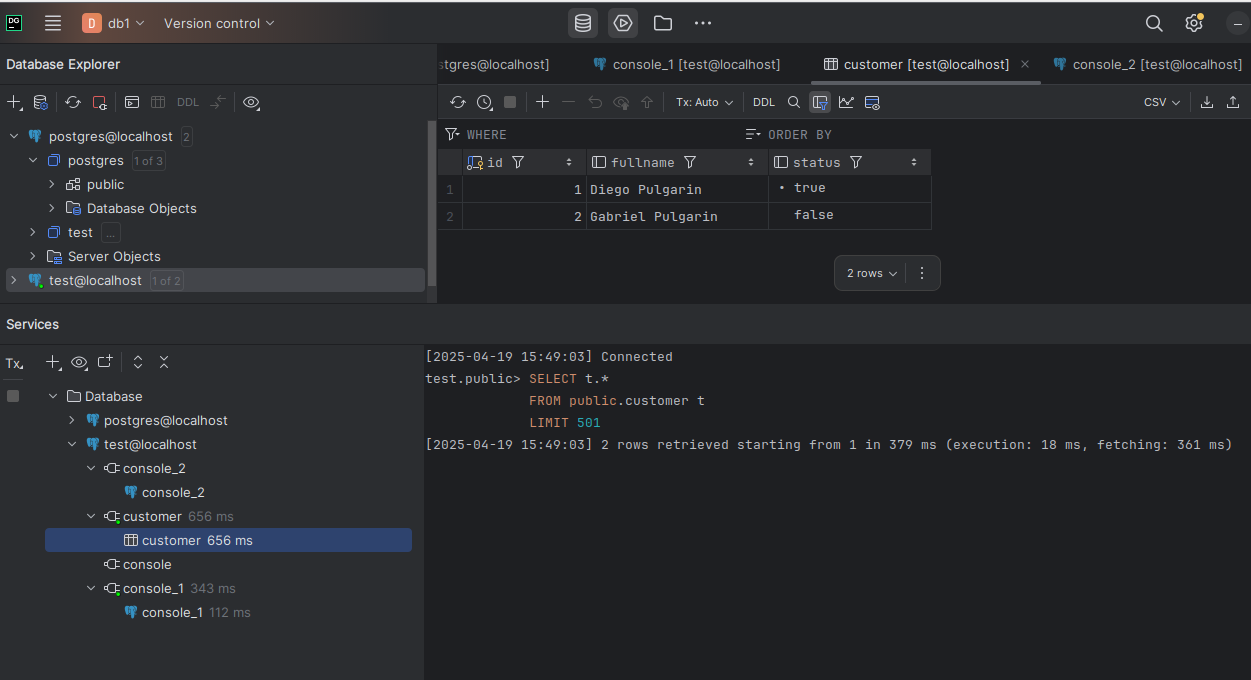 DG D db1 Version control
Database Explorer
stgres@localhost] console_1 [test@localhost] customer [test@localhost] console_2 [test@localhost]
DDL Tx: Auto DDL CSV
postgres@localhost 2
postgres 1 of 3
public
Database Objects
test ...
Server Objects
test@localhost 1 of 2
WHERE ORDER BY
id fullname status
1 1 Diego Pulgarin true
2 2 Gabriel Pulgarin false
2 rows
Services
Tx
Database
postgres@localhost
test@localhost
console_2
console_2
customer 656 ms
customer 656 ms
console
console_1 343 ms
console_1 112 ms
[2025-04-19 15:49:03] Connected
test.public> SELECT t.*
FROM public.customer t
LIMIT 501
[2025-04-19 15:49:03] 2 rows retrieved starting from 1 in 379 ms (execution: 18 ms, fetching: 361 ms)